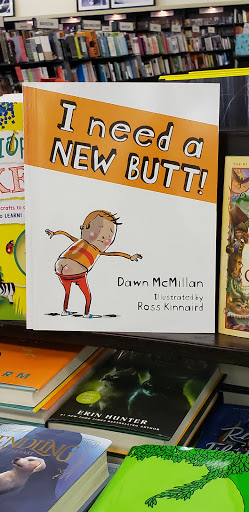 I need a
NEW BUTT!
Dawn McMillan
Illustrated by
Ross Kinnaird
ERIN HUNTER